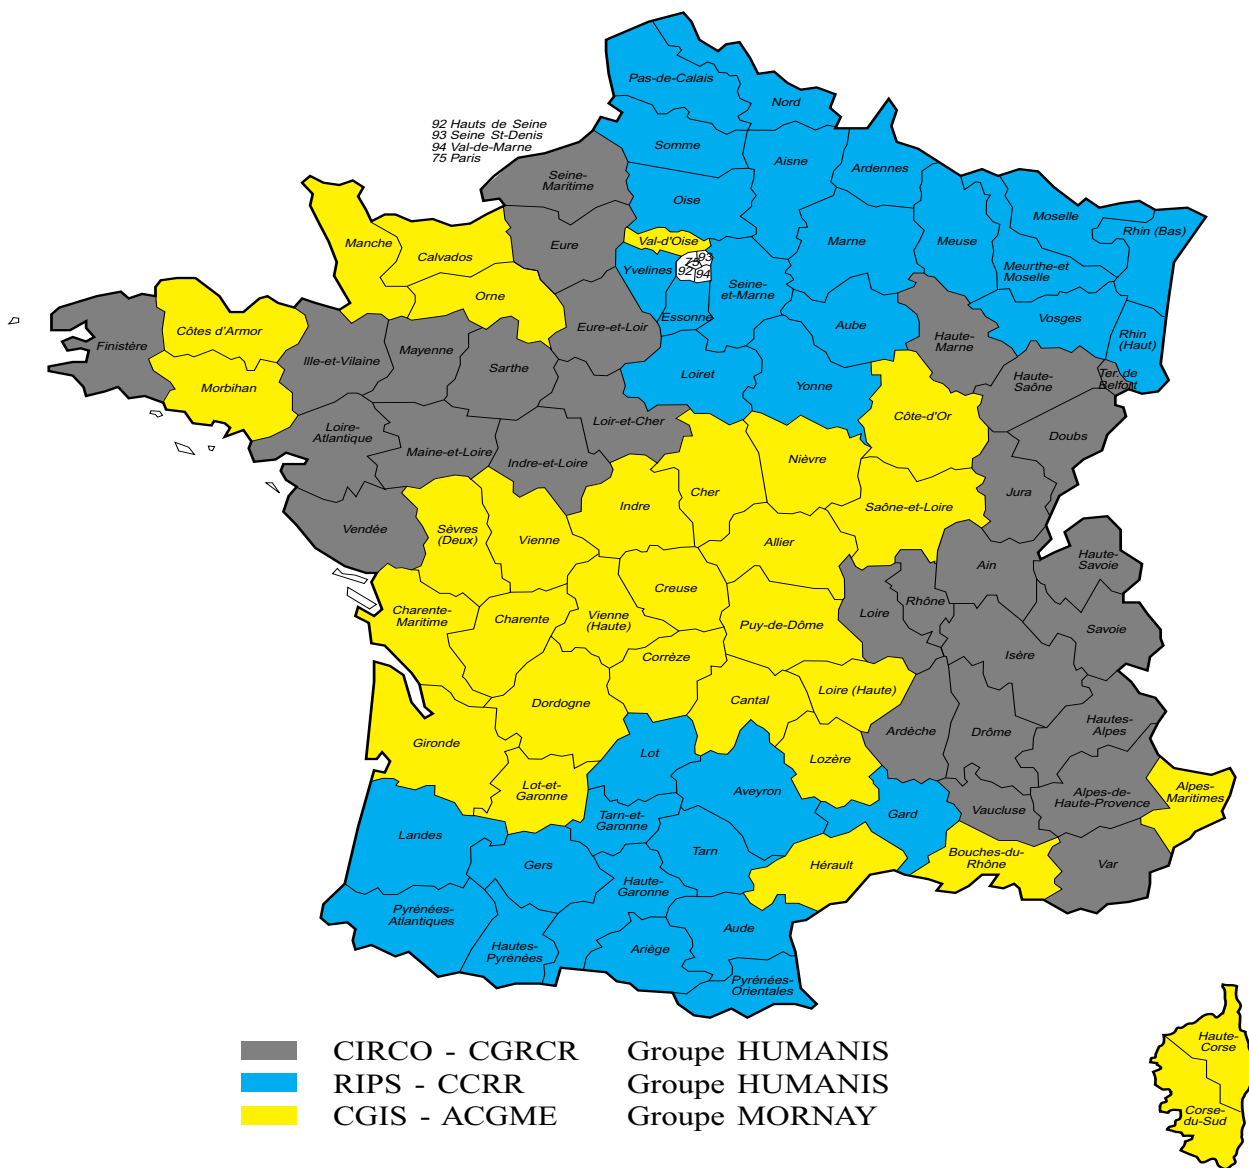 Pas-de-Calais
Nord
92 Hauts de Seine
93 Seine St-Denis
94 Val-de-Marne
75 Paris
Somme
Aisne
Ardennes
Seine-
Maritime
Oise
Moselle
Rhin (Bas)
Manche
Calvados
Eure
Val-d'Oise
Marne
Meuse
Yvelines
75
93
92
94
Seine-
et-Marne
Meurthe-et
Moselle
Orne
Essonne
Eure-et-Loir
Aube
Vosges
Rhin
(Haut)
Haute-
Marne
Finistère
Côtes d'Armor
Ille-et-Vilaine
Mayenne
Sarthe
Loiret
Yonne
Haute-
Saône
Ter. de
Belfort
Morbihan
Loir-et-Cher
Côte-d'Or
Doubs
Loire-
Atlantique
Maine-et-Loire
Indre-et-Loire
Nièvre
Cher
Indre
Saône-et-Loire
Jura
Vendée
Sèvres
(Deux)
Vienne
Allier
Ain
Haute-
Savoie
Creuse
Charente-
Maritime
Charente
Vienne
(Haute)
Puy-de-Dôme
Loire
Rhône
Savoie
Corrèze
Isère
Dordogne
Cantal
Loire (Haute)
Gironde
Lot
Lozère
Ardèche
Drôme
Hautes-
Alpes
Lot-et-
Garonne
Aveyron
Alpes-
Maritimes
Alpes-de-
Haute-Provence
Vaucluse
Gard
Landes
Tarn-et-
Garonne
Tarn
Gers
Hérault
Bouches-du-
Rhône
Var
Haute-
Garonne
Pyrénées-
Atlantiques
Hautes-
Pyrénées
Ariège
Aude
Pyrénées-
Orientales
Haute-
Corse
Corse-
du-Sud
CIRCO - CGRCR Groupe HUMANIS
RIPS - CCRR Groupe HUMANIS
CGIS - ACGME Groupe MORNAY